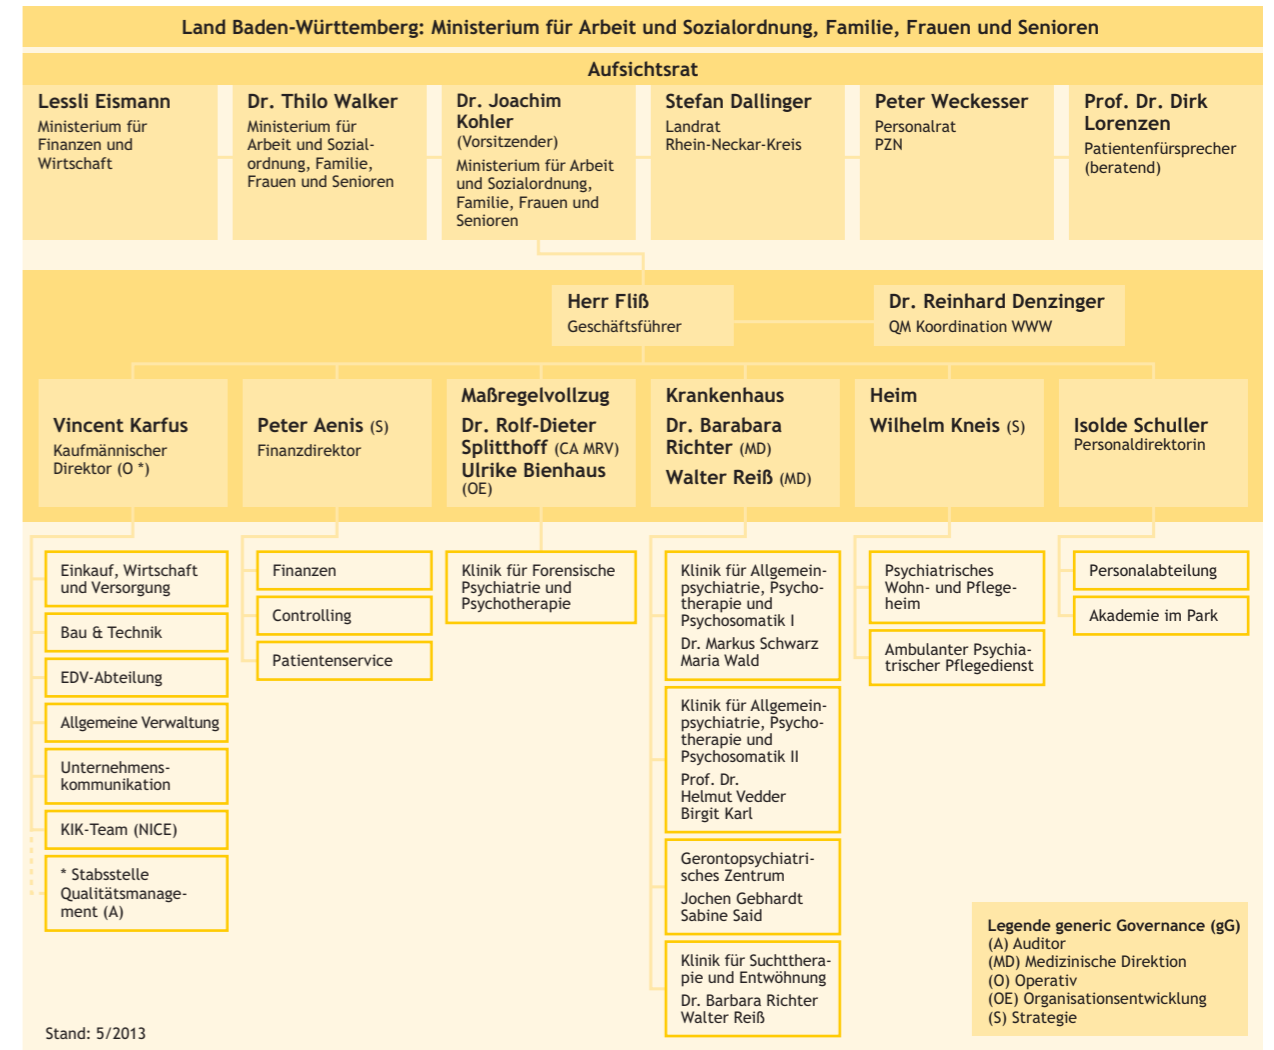 Land Baden-Württemberg: Ministerium für Arbeit und Sozialordnung, Familie, Frauen und Senioren
Aufsichtsrat
Lessli Eismann
Ministerium für
Finanzen und
Wirtschaft
Dr. Thilo Walker
Ministerium für
Arbeit und Sozial-
ordnung, Familie,
Frauen und Senioren
Dr. Joachim
Kohler
(Vorsitzender)
Ministerium für Arbeit
und Sozialordnung,
Familie, Frauen und
Senioren
Stefan Dallinger
Landrat
Rhein-Neckar-Kreis
Peter Weckesser
Personalrat
PZN
Prof. Dr. Dirk
Lorenzen
Patientenfürsprecher
(beratend)
Herr Fliß
Geschäftsführer
Dr. Reinhard Denzinger
QM Koordination WWW
Vincent Karfus
Kaufmännischer
Direktor (O *)
Peter Aenis (S)
Finanzdirektor
Maßregelvollzug
Dr. Rolf-Dieter
Splitthoff (CA MRV)
Ulrike Bienhaus
(OE)
Krankenhaus
Dr. Barabara
Richter (MD)
Walter Reiß (MD)
Heim
Wilhelm Kneis (S)
Isolde Schuller
Personaldirektorin
Einkauf, Wirtschaft
und Versorgung
Bau & Technik
EDV-Abteilung
Allgemeine Verwaltung
Unternehmens-
kommunikation
KIK-Team (NICE)
* Stabsstelle
Qualitätsmanage-
ment (A)
Finanzen
Controlling
Patientenservice
Klinik für Forensische
Psychiatrie und
Psychotherapie
Klinik für Allgemein-
psychiatrie, Psycho-
therapie und
Psychosomatik I
Dr. Markus Schwarz
Maria Wald
Klinik für Allgemein-
psychiatrie, Psycho-
therapie und
Psychosomatik II
Prof. Dr.
Helmut Vedder
Birgit Karl
Gerontopsychiatri-
sches Zentrum
Jochen Gebhardt
Sabine Said
Klinik für Suchtthera-
pie und Entwöhnung
Dr. Barbara Richter
Walter Reiß
Psychiatrisches
Wohn- und Pflege-
heim
Ambulanter Psychia-
trischer Pflegedienst
Personalabteilung
Akademie im Park
Legende generic Governance (gG)
(A) Auditor
(MD) Medizinische Direktion
(O) Operativ
(OE) Organisationsentwicklung
(S) Strategie
Stand: 5/2013